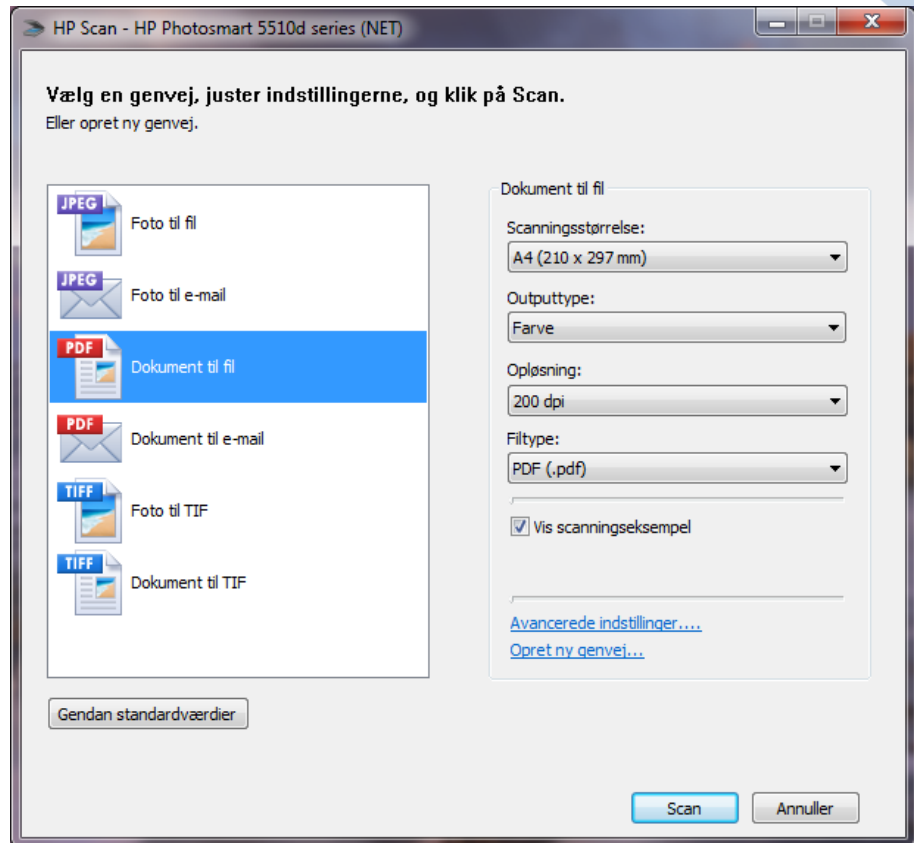 HP Scan - HP Photosmart 5510d series (NET)
Vælg en genvej, juster indstillingerne, og klik på Scan.
Eller opret ny genvej.
JPEG
Foto til fil
JPEG
Foto til e-mail
PDF
Dokument til fil
PDF
Dokument til e-mail
TIFF
Foto til TIF
TIFF
Dokument til TIF
Gendan standardværdier
Dokument til fil
Scanningsstørrelse:
A4 (210 x 297 mm)
Outputtype:
Farve
Opløsning:
200 dpi
Filtype:
PDF (.pdf)
Vis scanningseksempel
Avancerede indstillinger....
Opret ny genvej...
Scan
Annuller